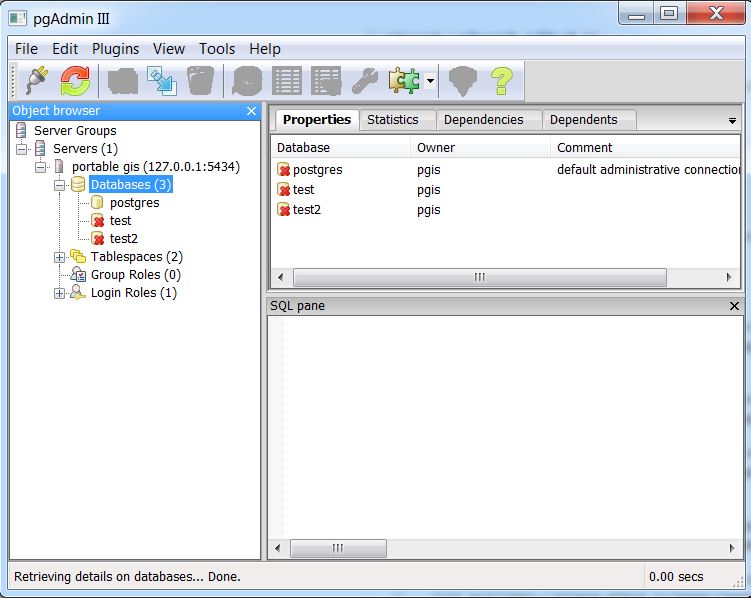 pgAdmin III
File Edit Plugins View Tools Help
Object browser
Server Groups
Servers (1)
portable gis (127.0.0.1:5434)
Databases (3)
postgres
test
test2
Tablespaces (2)
Group Roles (0)
Login Roles (1)
Properties Statistics Dependencies Dependents
Database Owner Comment
postgres pgis default administrative connection
test pgis
test2 pgis
SQL pane
Retrieving details on databases... Done. 0.00 secs